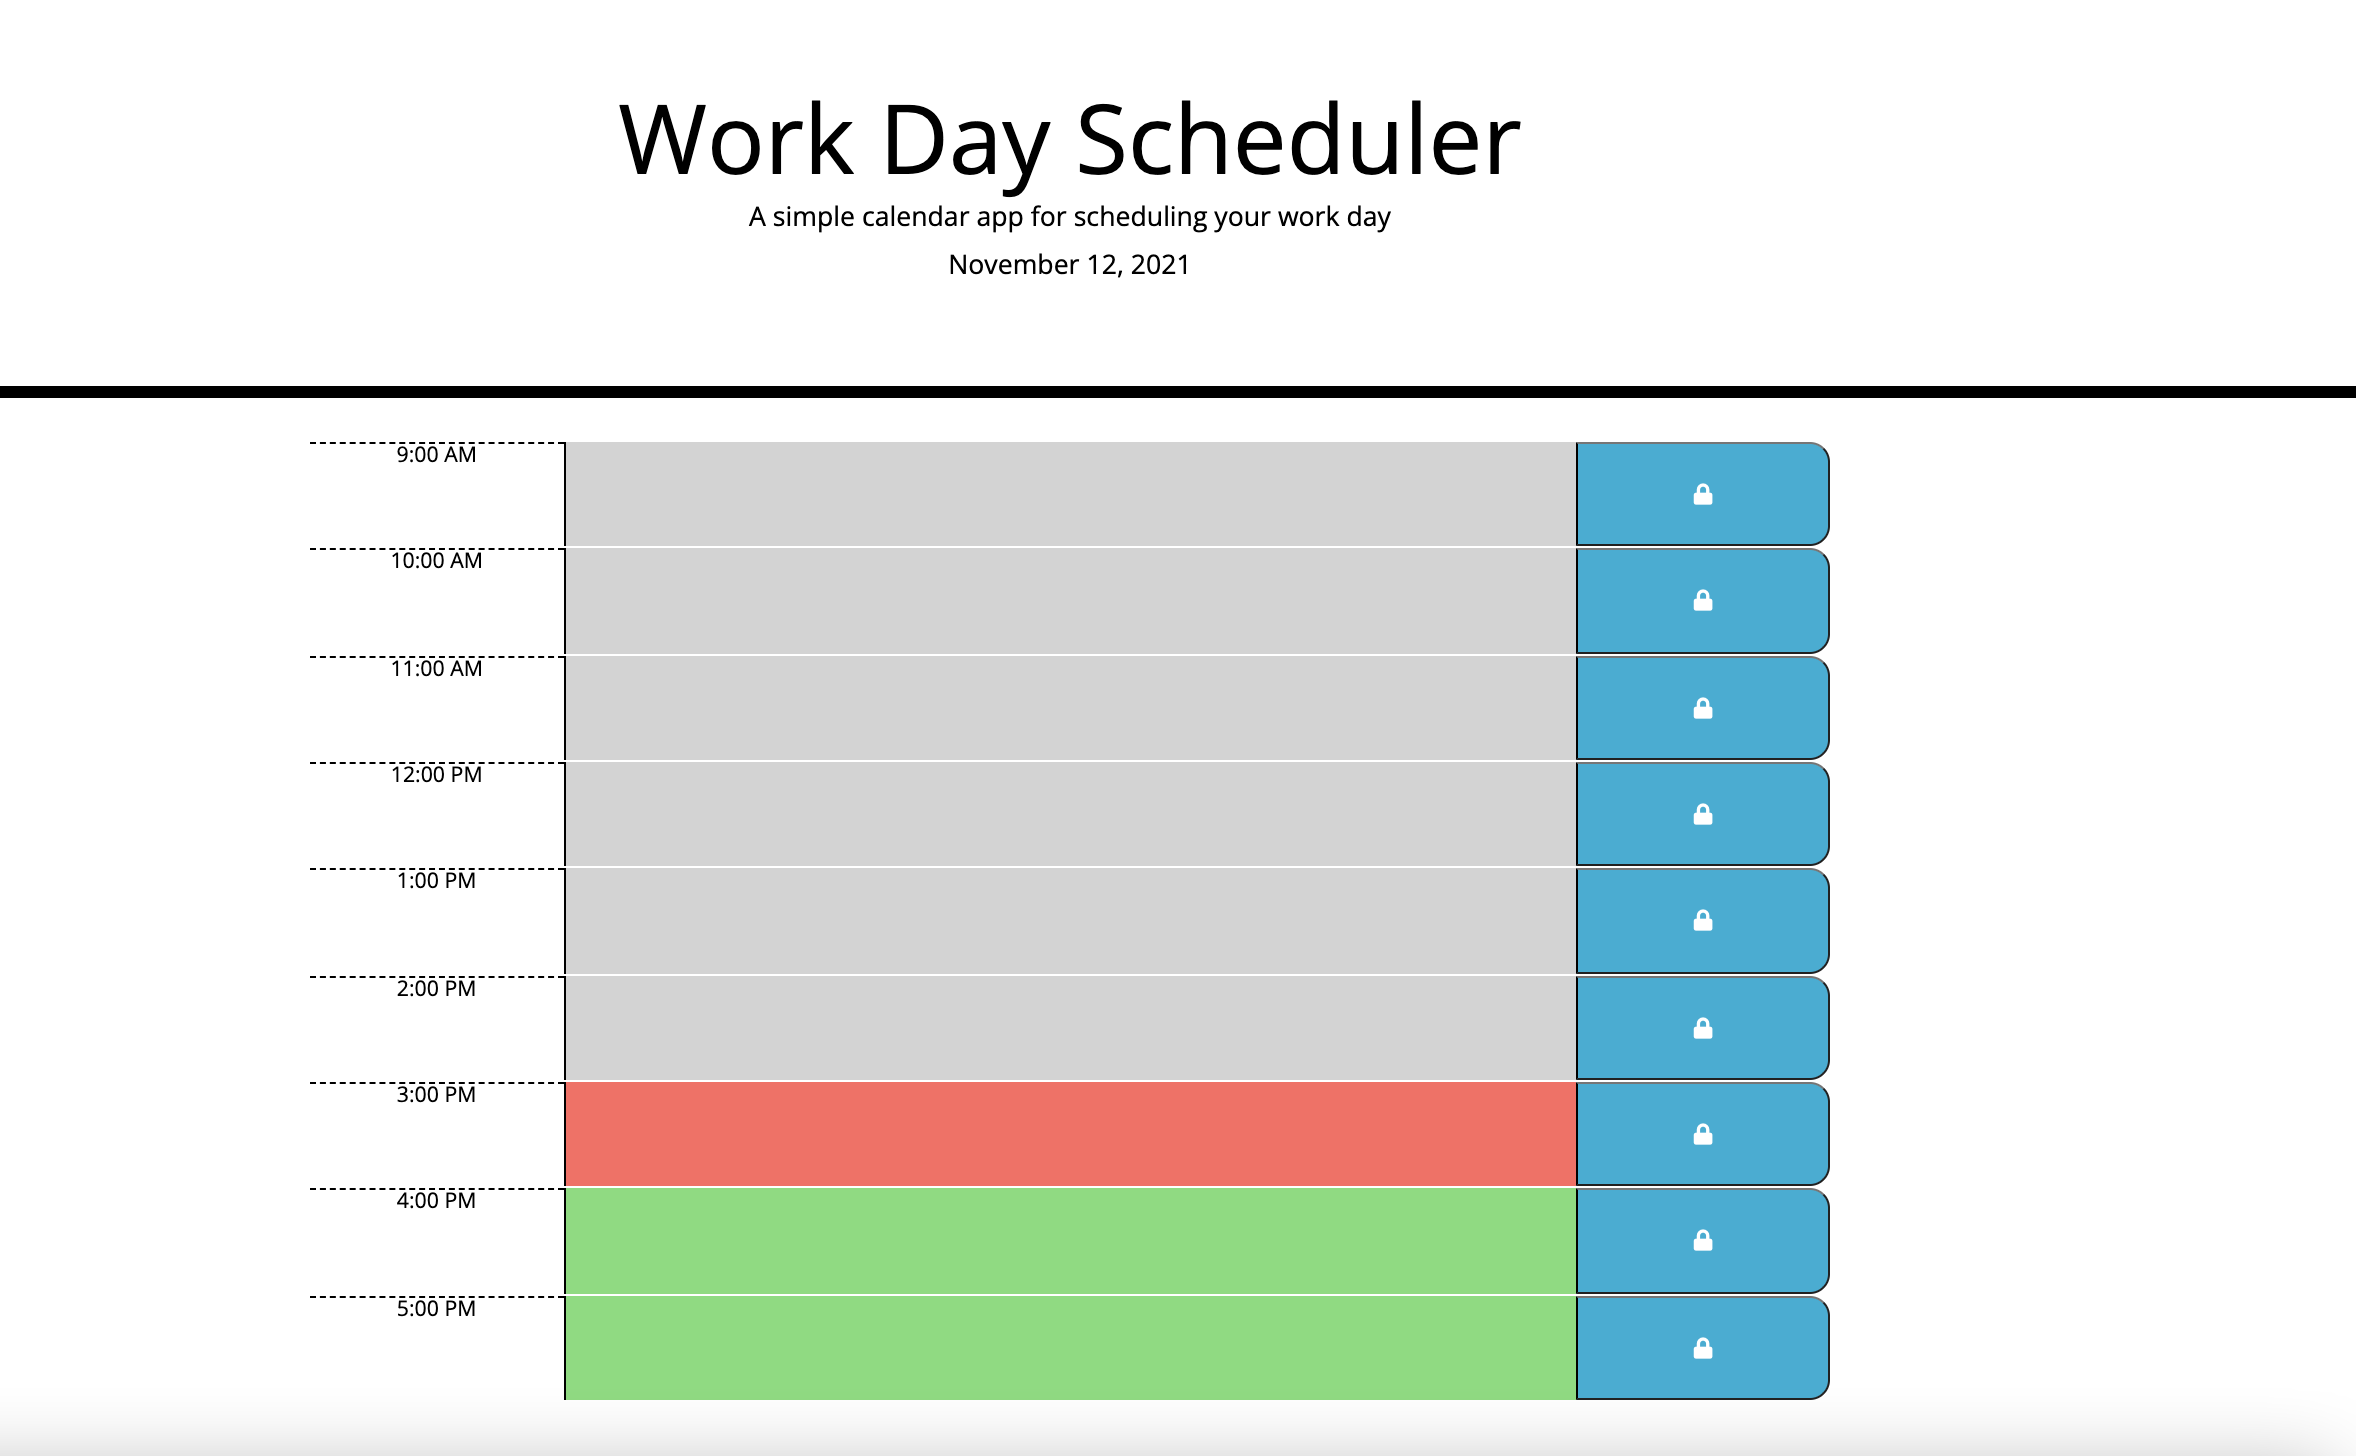 Work Day Scheduler
A simple calendar app for scheduling your work day
November 12, 2021
9:00 AM
10:00 AM
11:00 AM
12:00 PM
1:00 PM
2:00 PM
3:00 PM
4:00 PM
5:00 PM